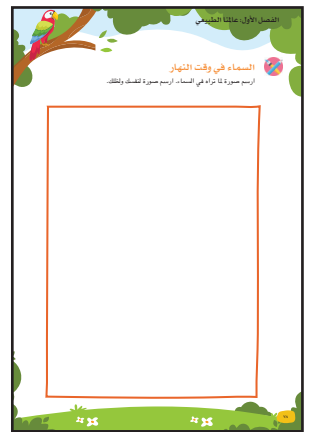 الفصل الأول: عالمنا الطبيعي
السماء في وقت النهار
ارسم صورة لما تراه في السماء. ارسم صورة لنفسك ولظلك.